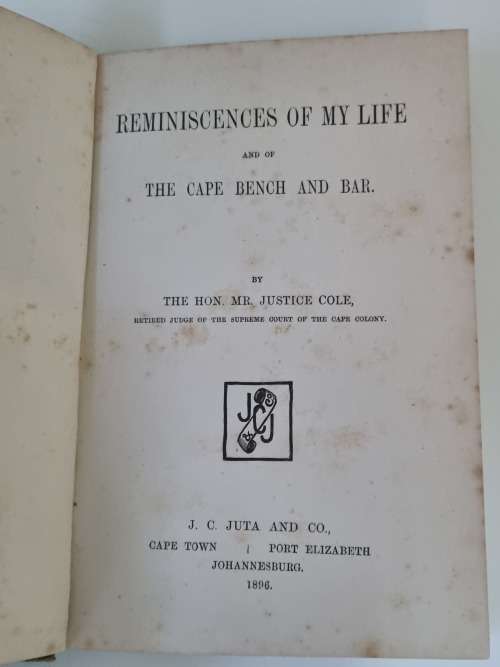 REMINISCENCES OF MY LIFE
AND OF
THE CAPE BENCH AND BAR.
BY
THE HON. MR. JUSTICE COLE,
RETIRED JUDGE OF THE SUPREME COURT OF THE CAPE COLONY.
JCJ
J. C. JUTA AND CO.,
CAPE TOWN PORT ELIZABETH
JOHANNESBURG.
1896.